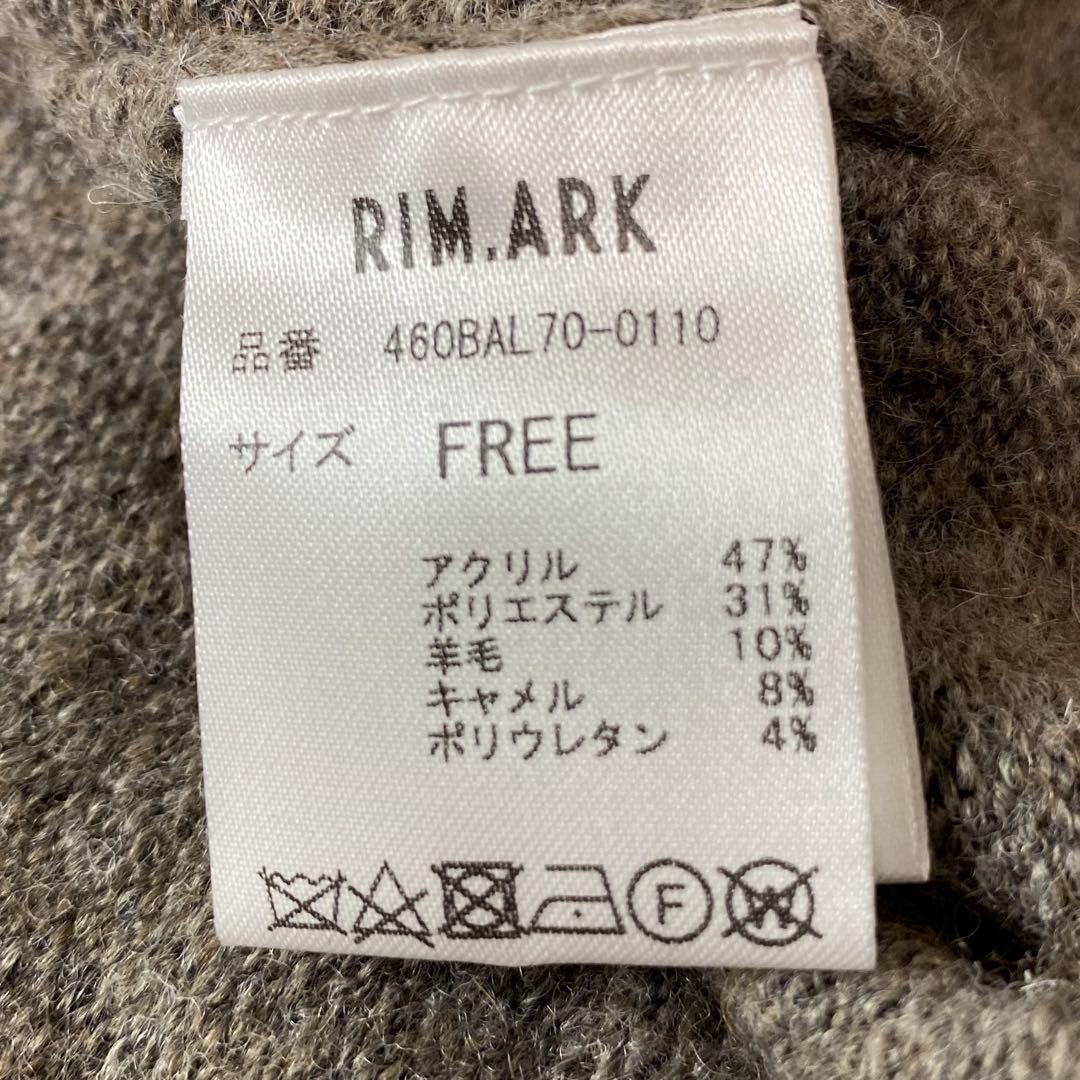 RIM.ARK
品番 460BAL70-0110
サイズ FREE
アクリル 47%
ポリエステル 31%
羊毛 10%
キャメル 8%
ポリウレタン 4%
F W